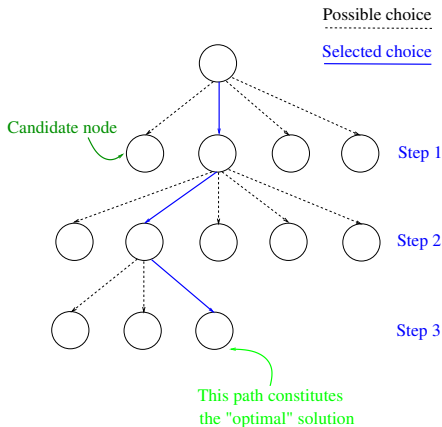 Possible choice
Selected choice
Candidate node
Step 1
Step 2
Step 3
This path constitutes
the "optimal" solution